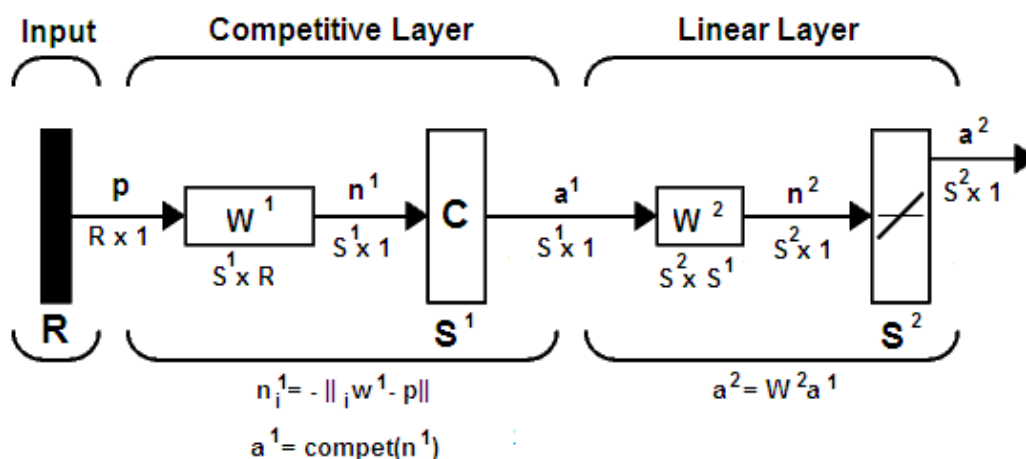 Input Competitive Layer Linear Layer
a²
p n¹ a¹ n²
W¹ C W²
R x 1 S¹x 1 S¹x 1 S²x 1 S²x 1
S¹x R S²x S¹
R S¹ S²
nᵢ¹= - || ᵢw¹- p|| a²= W²a¹
a¹= compet(n¹)